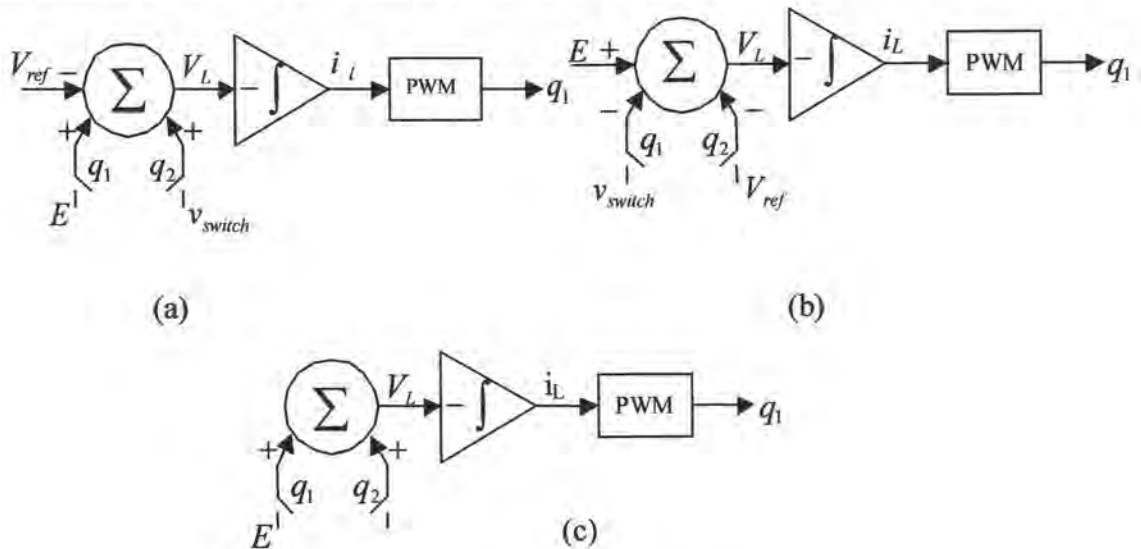 V_ref − Σ V_L − ∫ i_l PWM q_1
+ +
q_1 q_2
E v_switch
(a)
E + Σ V_L − ∫ i_L PWM q_1
− −
q_1 q_2
v_switch V_ref
(b)
Σ V_L − ∫ i_L PWM q_1
+ +
q_1 q_2
E
(c)